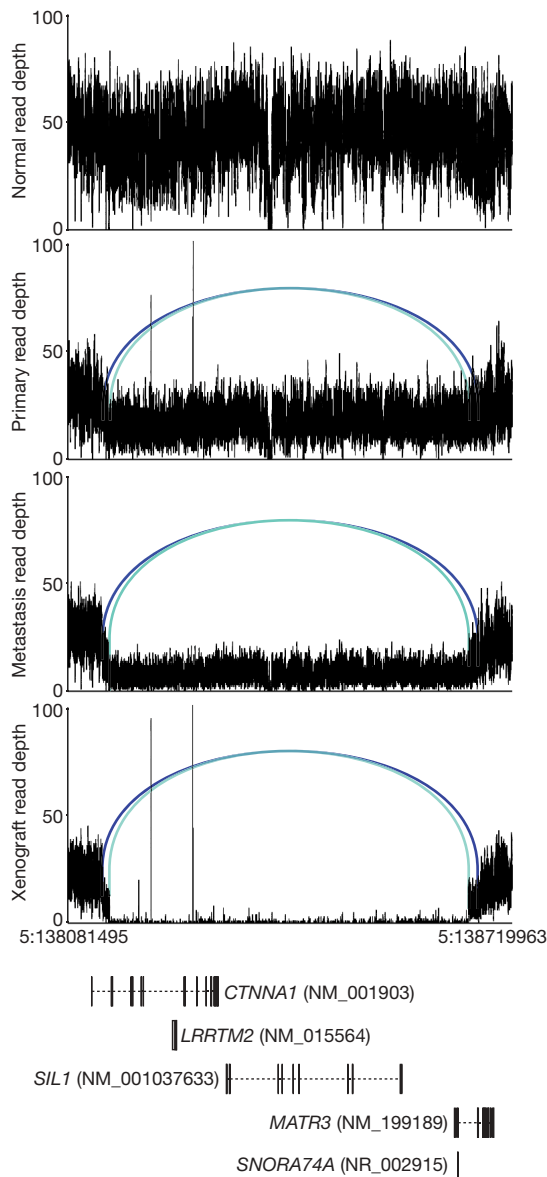 100
50
0
Normal read depth
100
50
0
Primary read depth
100
50
0
Metastasis read depth
100
50
0
Xenograft read depth
5:138081495 5:138719963
CTNNA1 (NM_001903)
LRRTM2 (NM_015564)
SIL1 (NM_001037633)
MATR3 (NM_199189)
SNORA74A (NR_002915)